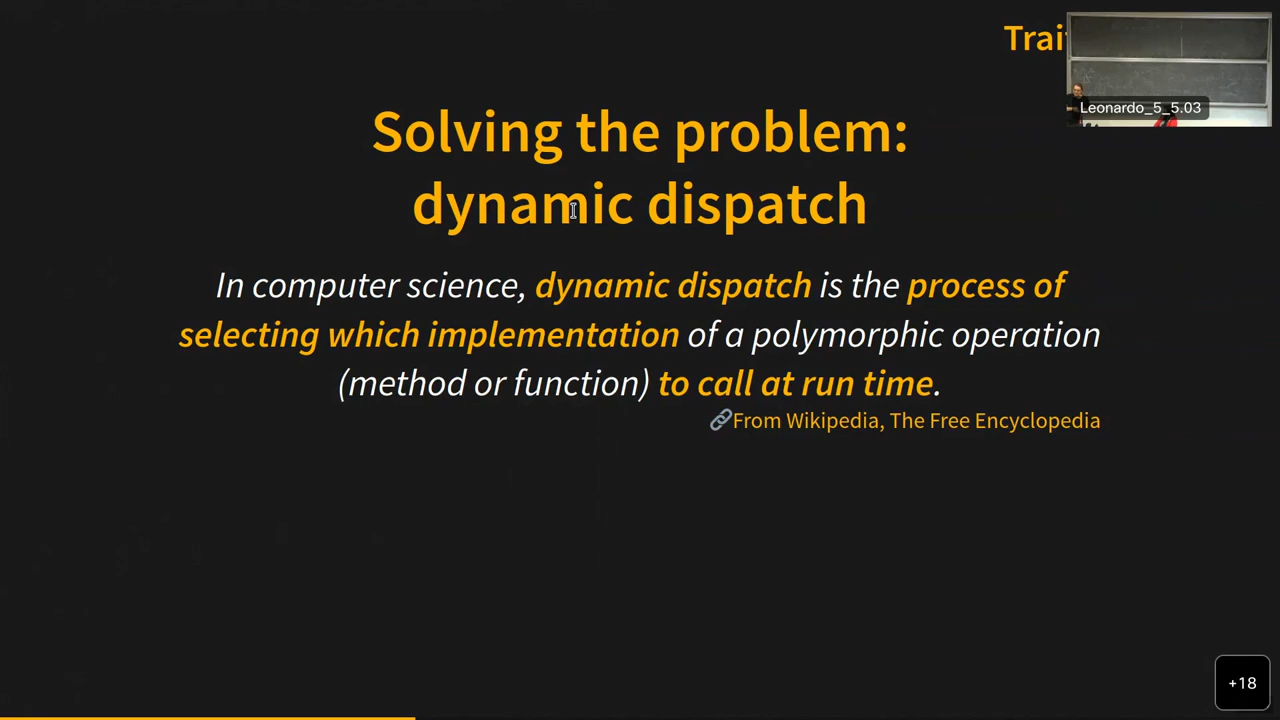 Trai
Leonardo_5_5.03
Solving the problem:
dynamic dispatch
In computer science, dynamic dispatch is the process of
selecting which implementation of a polymorphic operation
(method or function) to call at run time.
🔗From Wikipedia, The Free Encyclopedia
+18